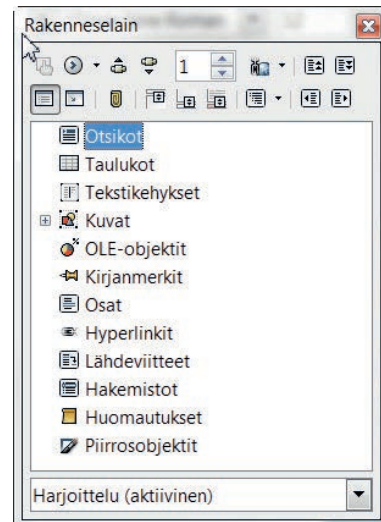 Rakenneselain
1
Otsikot
Taulukot
Tekstikehykset
Kuvat
OLE-objektit
Kirjanmerkit
Osat
Hyperlinkit
Lähdeviitteet
Hakemistot
Huomautukset
Piirrosobjektit
Harjoittelu (aktiivinen)